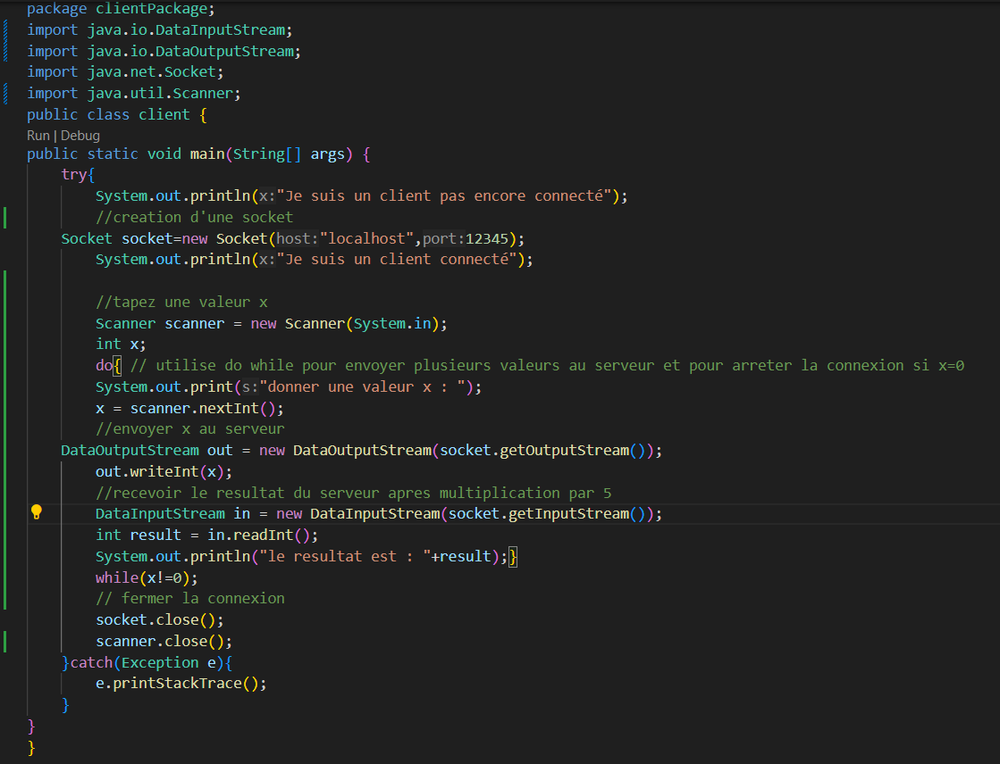 package clientPackage;
import java.io.DataInputStream;
import java.io.DataOutputStream;
import java.net.Socket;
import java.util.Scanner;
public class client {
Run | Debug
public static void main(String[] args) {
    try{
        System.out.println(x:"Je suis un client pas encore connecté");
        //creation d'une socket
    Socket socket=new Socket(host:"localhost",port:12345);
        System.out.println(x:"Je suis un client connecté");

        //tapez une valeur x
        Scanner scanner = new Scanner(System.in);
        int x;
        do{ // utilise do while pour envoyer plusieurs valeurs au serveur et pour arreter la connexion si x=0
        System.out.print(s:"donner une valeur x : ");
        x = scanner.nextInt();
        //envoyer x au serveur
    DataOutputStream out = new DataOutputStream(socket.getOutputStream());
        out.writeInt(x);
        //recevoir le resultat du serveur apres multiplication par 5
        DataInputStream in = new DataInputStream(socket.getInputStream());
        int result = in.readInt();
        System.out.println("le resultat est : "+result);}
        while(x!=0);
        // fermer la connexion
        socket.close();
        scanner.close();
    }catch(Exception e){
        e.printStackTrace();
    }
}
}